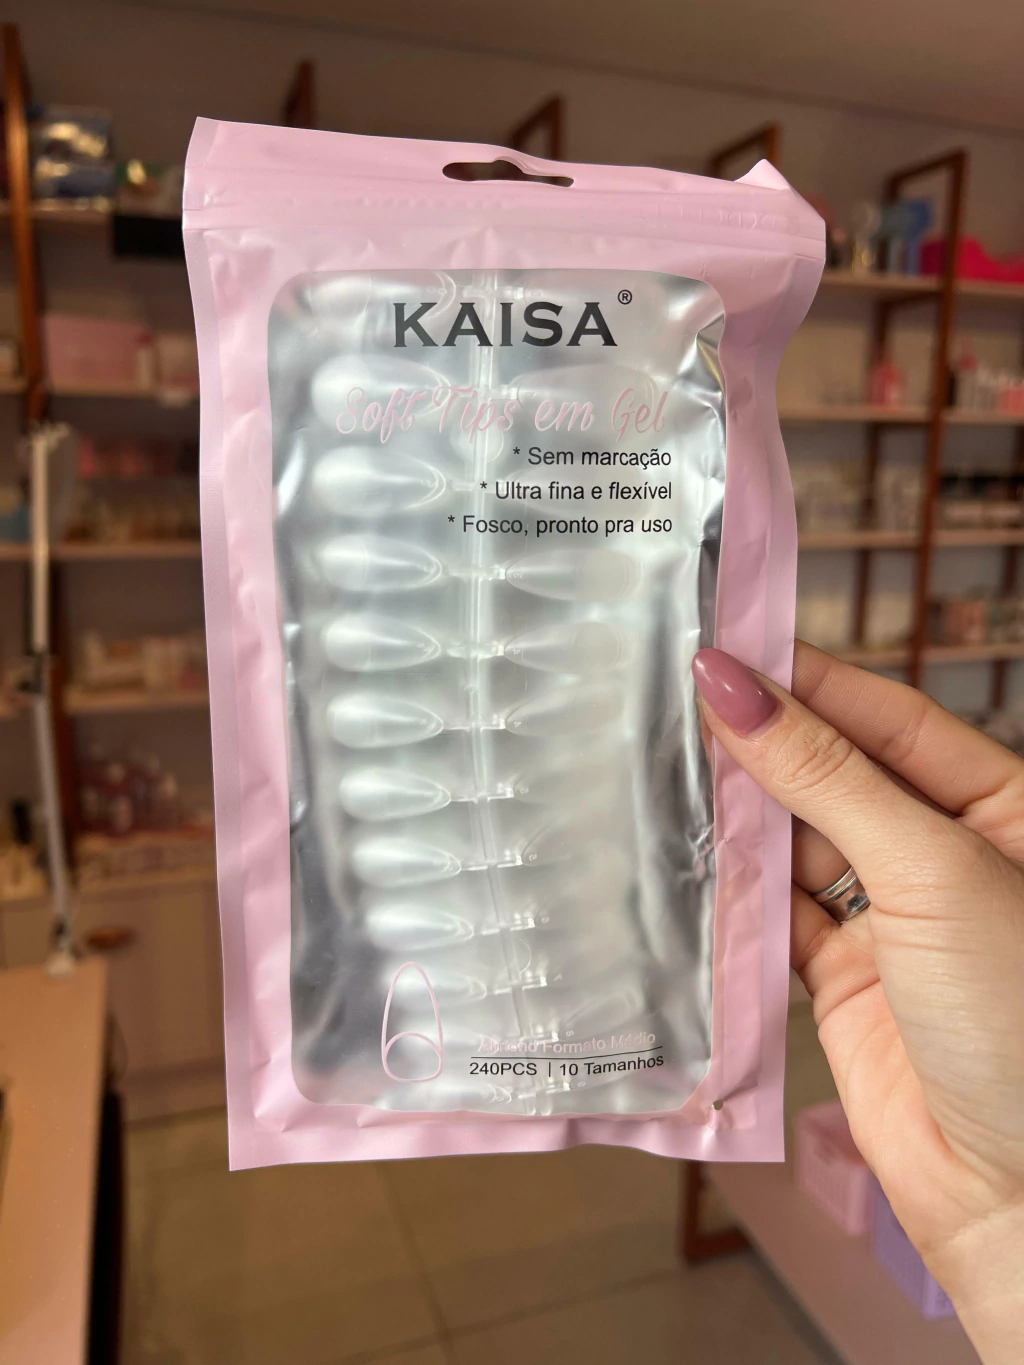 KAISA®
Soft Tips em Gel
* Sem marcação
* Ultra fina e flexível
* Fosco, pronto pra uso
Almond Formato Médio
240PCS | 10 Tamanhos